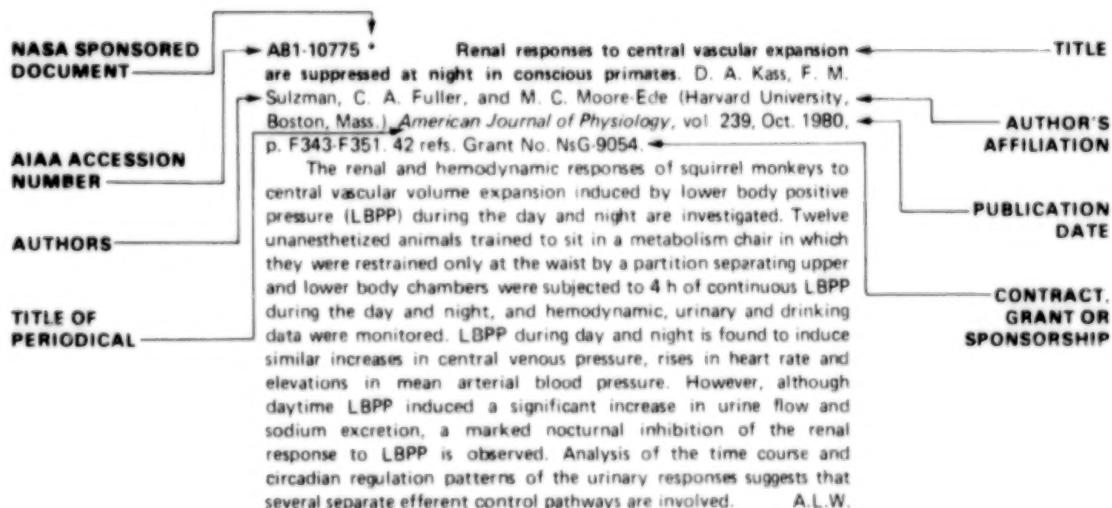 NASA SPONSORED
DOCUMENT
AIAA ACCESSION
NUMBER
AUTHORS
TITLE OF
PERIODICAL
A81-10775 * Renal responses to central vascular expansion
are suppressed at night in conscious primates. D. A. Kass, F. M.
Sulzman, C. A. Fuller, and M. C. Moore-Ede (Harvard University,
Boston, Mass.). American Journal of Physiology, vol. 239, Oct. 1980,
p. F343-F351. 42 refs. Grant No. NsG-9054.
The renal and hemodynamic responses of squirrel monkeys to
central vascular volume expansion induced by lower body positive
pressure (LBPP) during the day and night are investigated. Twelve
unanesthetized animals trained to sit in a metabolism chair in which
they were restrained only at the waist by a partition separating upper
and lower body chambers were subjected to 4 h of continuous LBPP
during the day and night, and hemodynamic, urinary and drinking
data were monitored. LBPP during day and night is found to induce
similar increases in central venous pressure, rises in heart rate and
elevations in mean arterial blood pressure. However, although
daytime LBPP induced a significant increase in urine flow and
sodium excretion, a marked nocturnal inhibition of the renal
response to LBPP is observed. Analysis of the time course and
circadian regulation patterns of the urinary responses suggests that
several separate efferent control pathways are involved. A.L.W.
TITLE
AUTHOR'S
AFFILIATION
PUBLICATION
DATE
CONTRACT,
GRANT OR
SPONSORSHIP